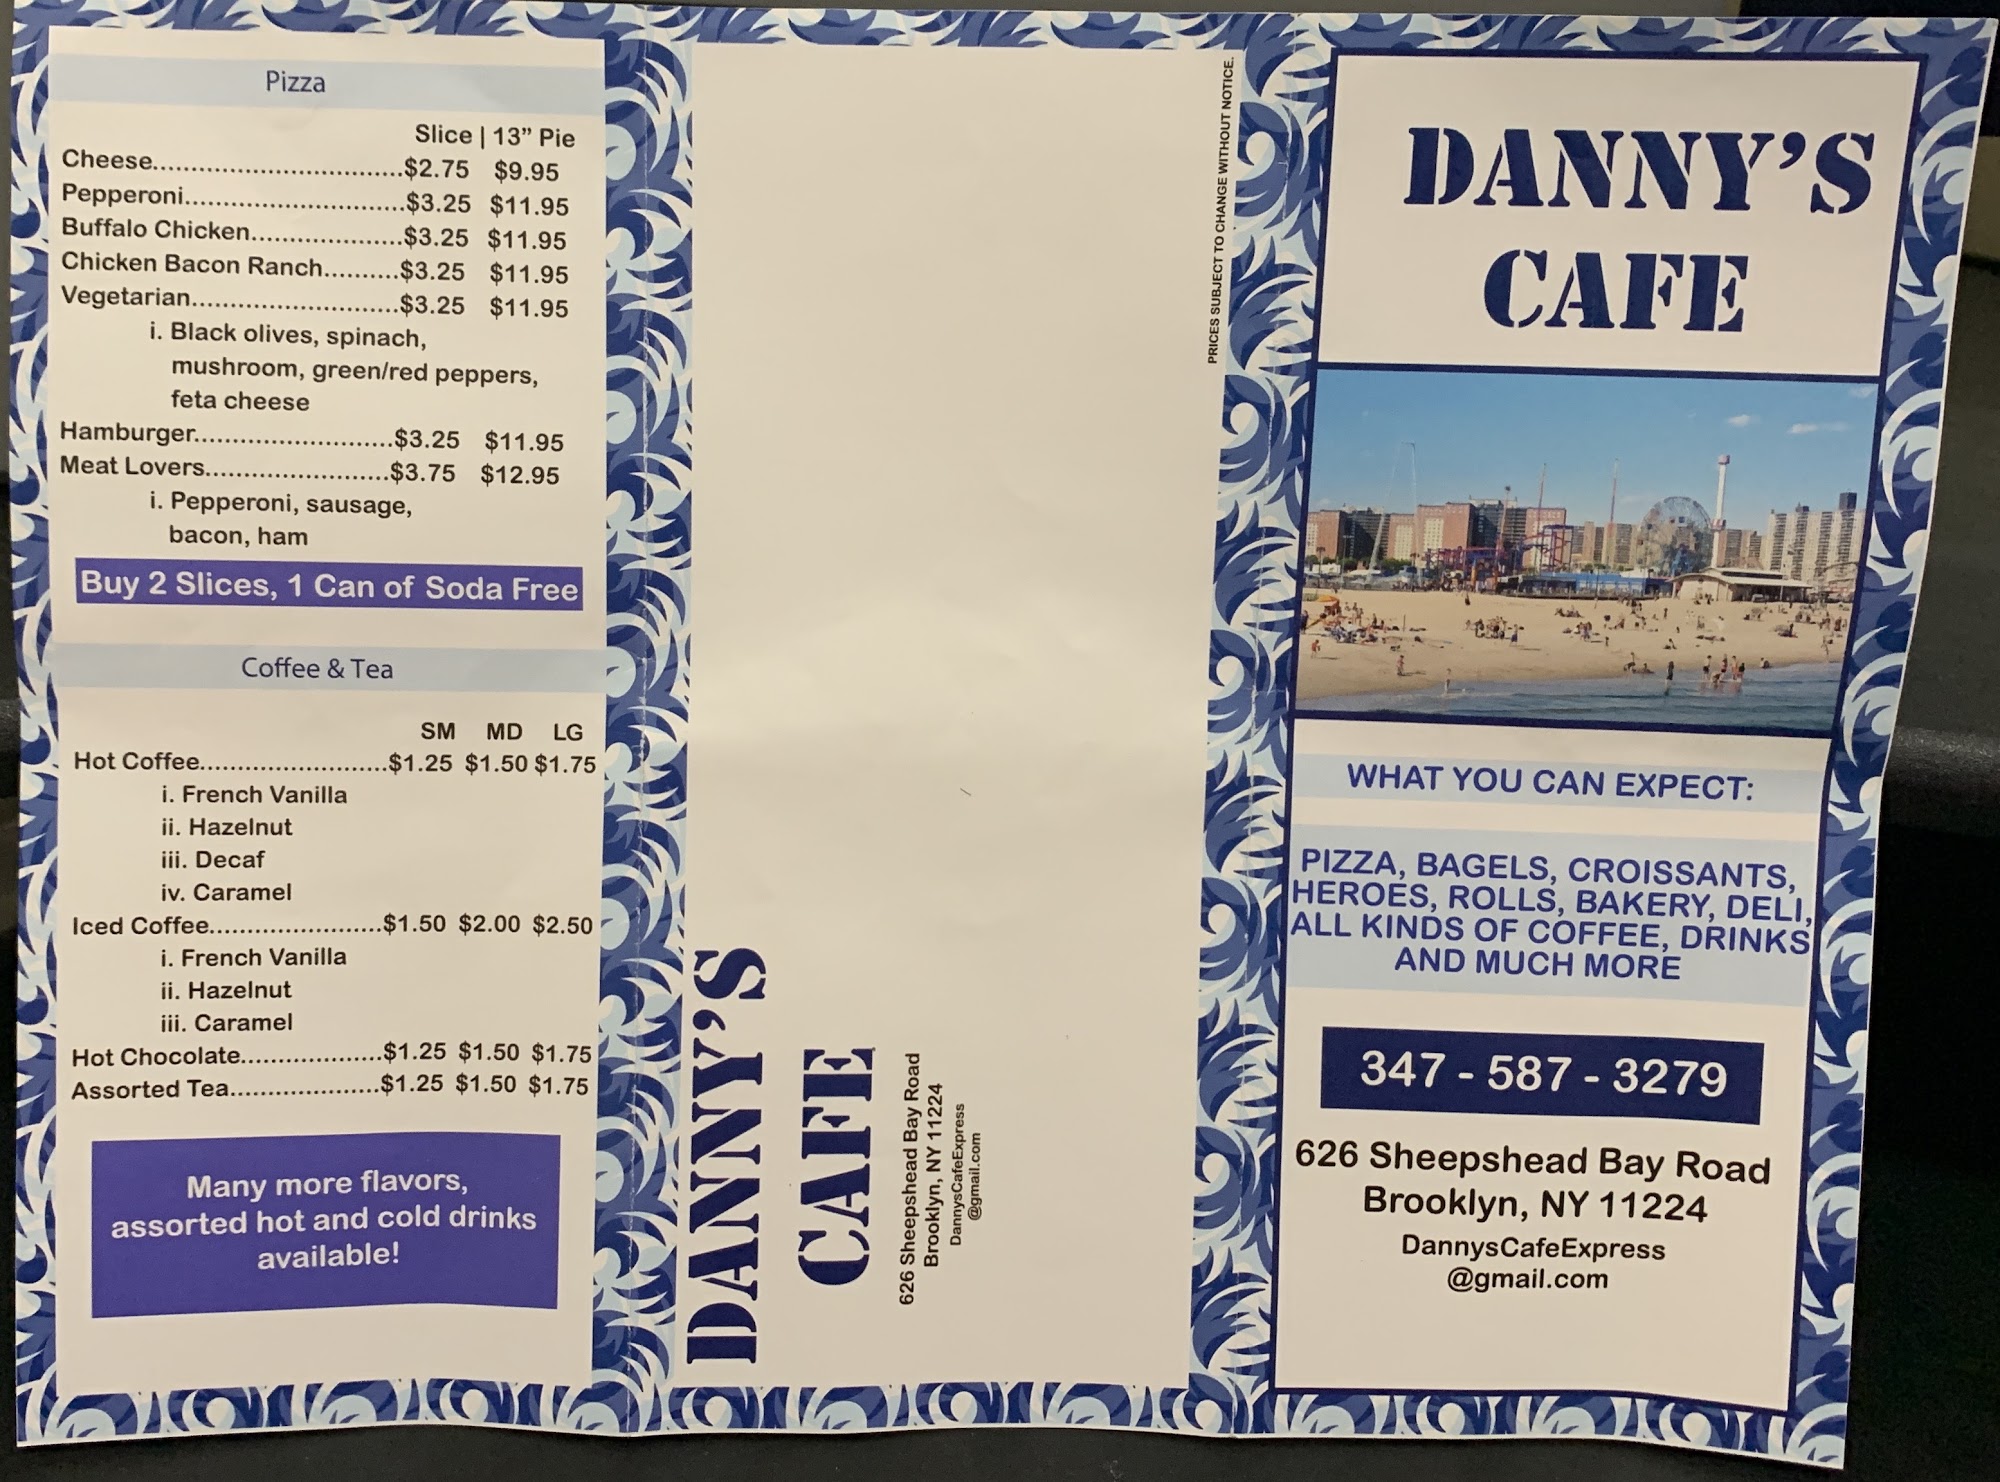 Pizza
Slice | 13” Pie
Cheese.................................$2.75 $9.95
Pepperoni.............................$3.25 $11.95
Buffalo Chicken....................$3.25 $11.95
Chicken Bacon Ranch..........$3.25 $11.95
Vegetarian............................$3.25 $11.95
i. Black olives, spinach,
mushroom, green/red peppers,
feta cheese
Hamburger..........................$3.25 $11.95
Meat Lovers........................$3.75 $12.95
i. Pepperoni, sausage,
bacon, ham
Buy 2 Slices, 1 Can of Soda Free
Coffee & Tea
SM MD LG
Hot Coffee.........................$1.25 $1.50 $1.75
i. French Vanilla
ii. Hazelnut
iii. Decaf
iv. Caramel
Iced Coffee.......................$1.50 $2.00 $2.50
i. French Vanilla
ii. Hazelnut
iii. Caramel
Hot Chocolate...................$1.25 $1.50 $1.75
Assorted Tea....................$1.25 $1.50 $1.75
Many more flavors,
assorted hot and cold drinks
available!
DANNY’S
CAFE
626 Sheepshead Bay Road
Brooklyn, NY 11224
DannysCafeExpress
@gmail.com
PRICES SUBJECT TO CHANGE WITHOUT NOTICE.
DANNY’S
CAFE
WHAT YOU CAN EXPECT:
PIZZA, BAGELS, CROISSANTS,
HEROES, ROLLS, BAKERY, DELI,
ALL KINDS OF COFFEE, DRINKS
AND MUCH MORE
347 - 587 - 3279
626 Sheepshead Bay Road
Brooklyn, NY 11224
DannysCafeExpress
@gmail.com